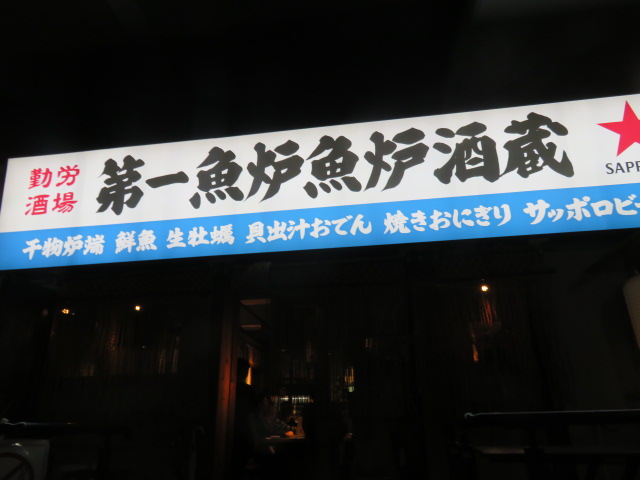 勤労
酒場
第一魚炉魚炉酒蔵
SAPP
干物炉端 鮮魚 生牡蠣 貝出汁おでん 焼きおにぎり サッポロビー